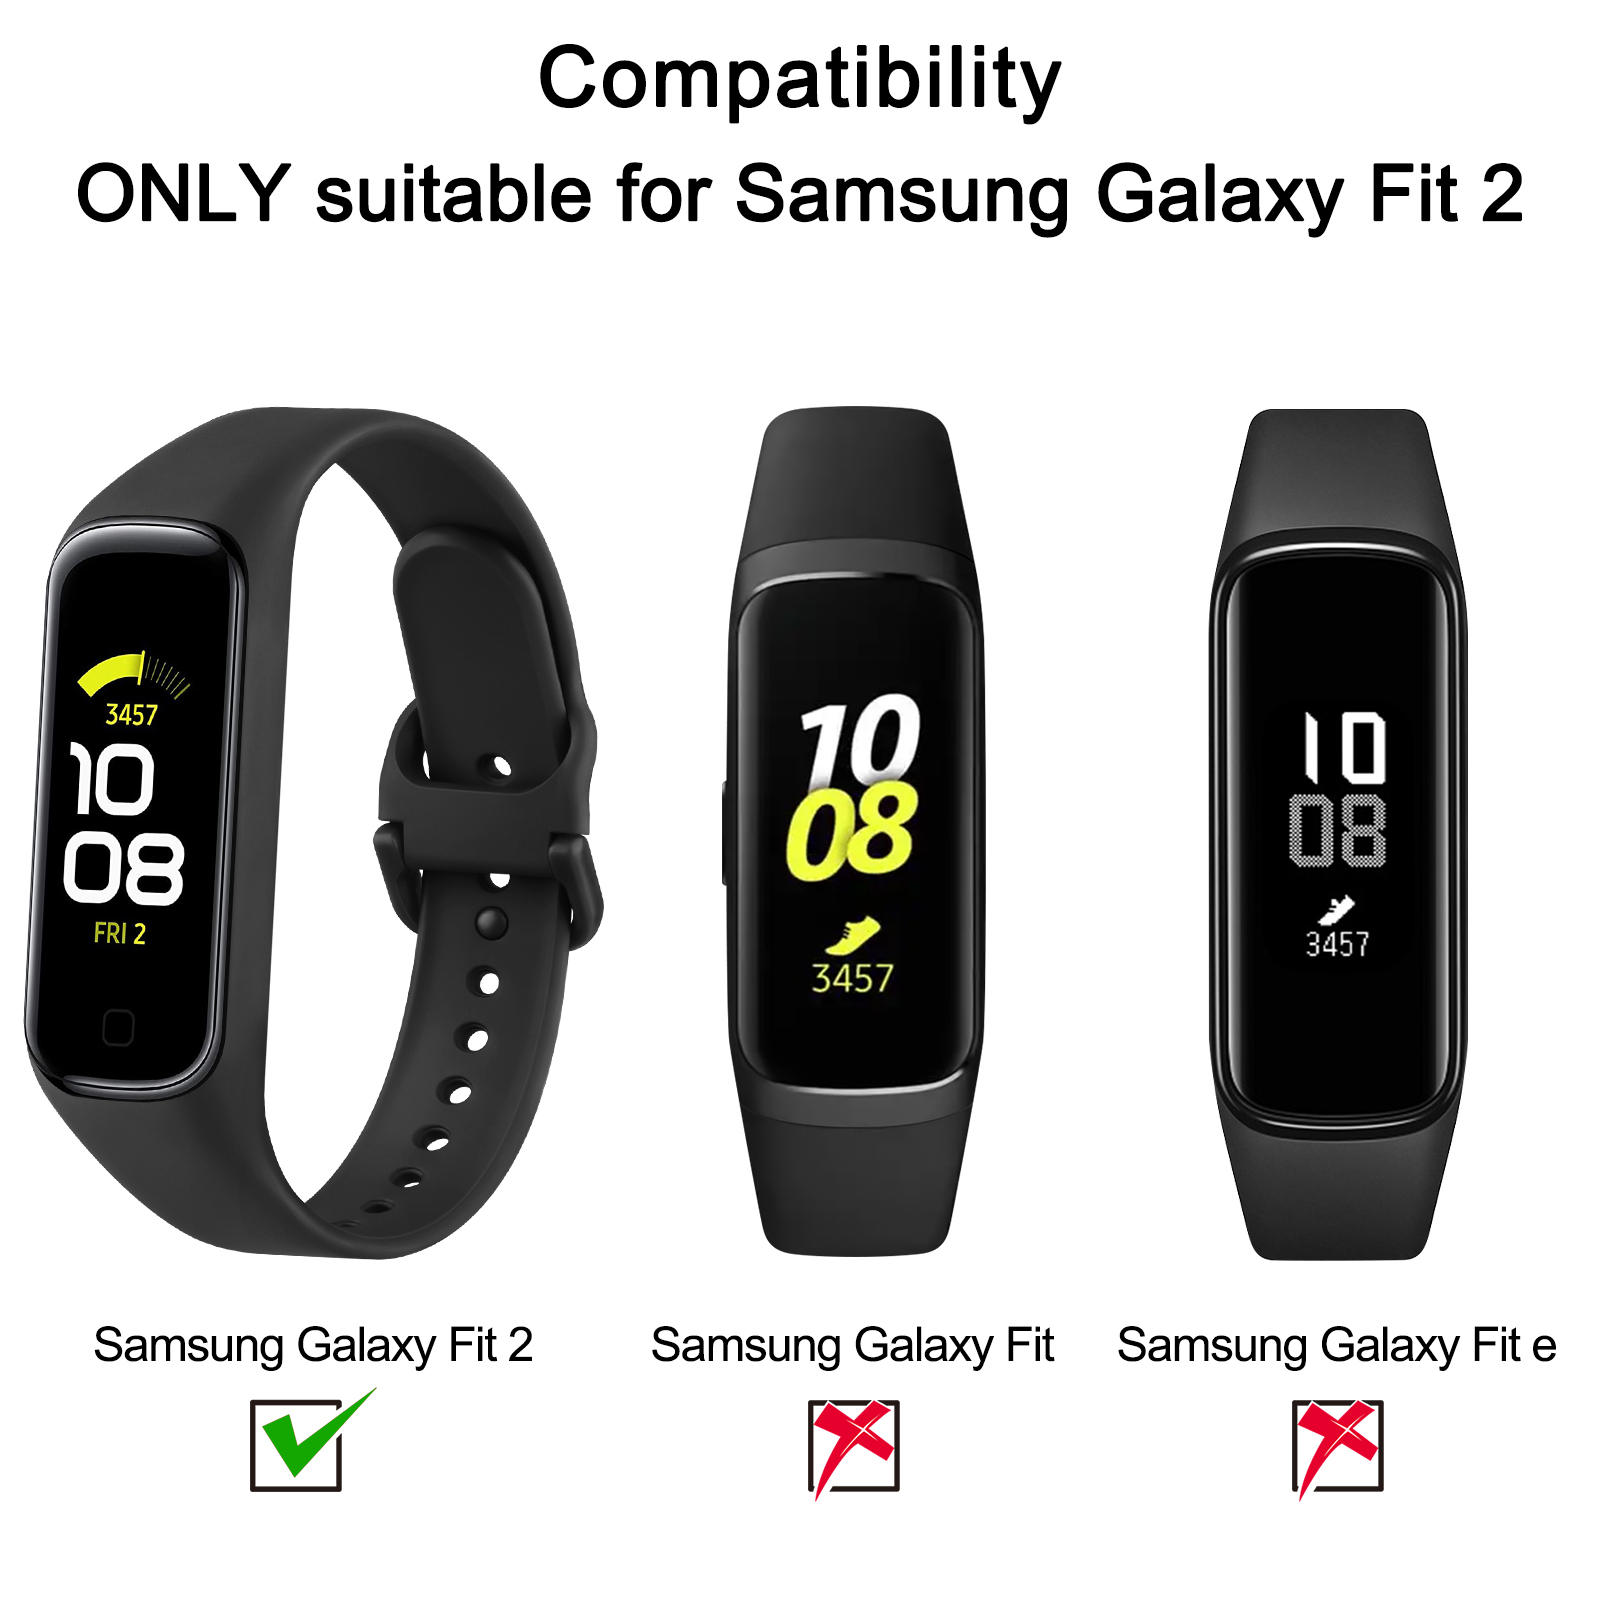 Compatibility
ONLY suitable for Samsung Galaxy Fit 2
3457
10
08
FRI 2
10
08
3457
10
08
3457
Samsung Galaxy Fit 2
Samsung Galaxy Fit
Samsung Galaxy Fit e